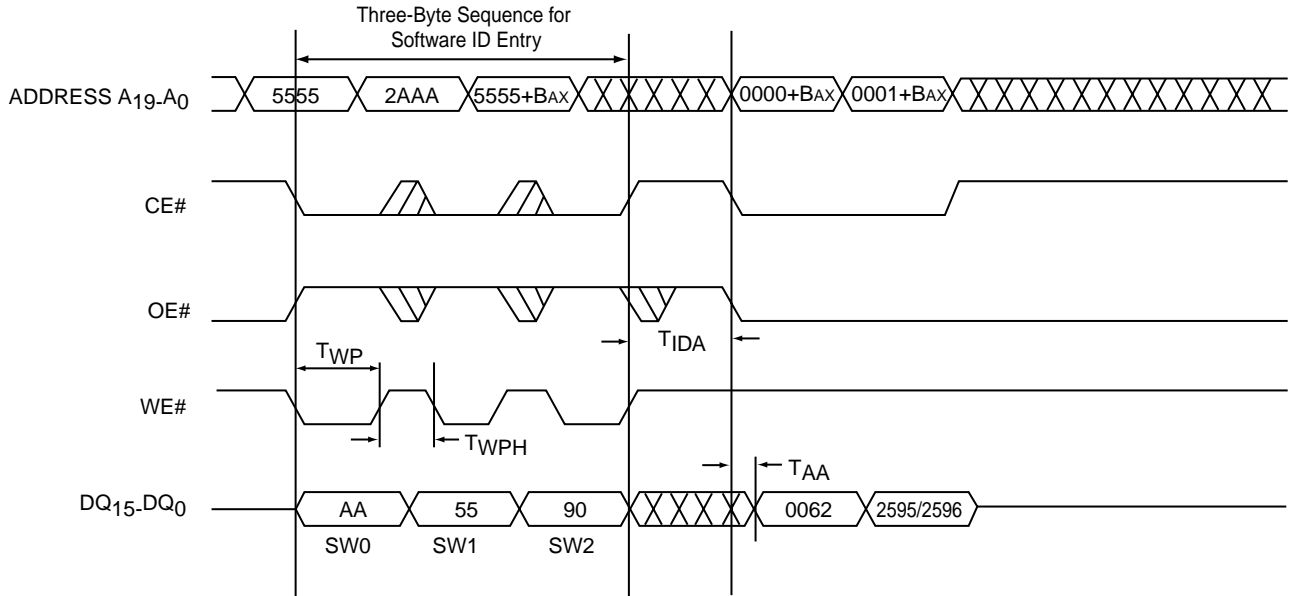 Three-Byte Sequence for
Software ID Entry
ADDRESS A19-A0
5555
2AAA
5555+BAX
0000+BAX
0001+BAX
CE#
OE#
TIDA
TWP
WE#
TWPH
TAA
DQ15-DQ0
AA
55
90
0062
2595/2596
SW0
SW1
SW2